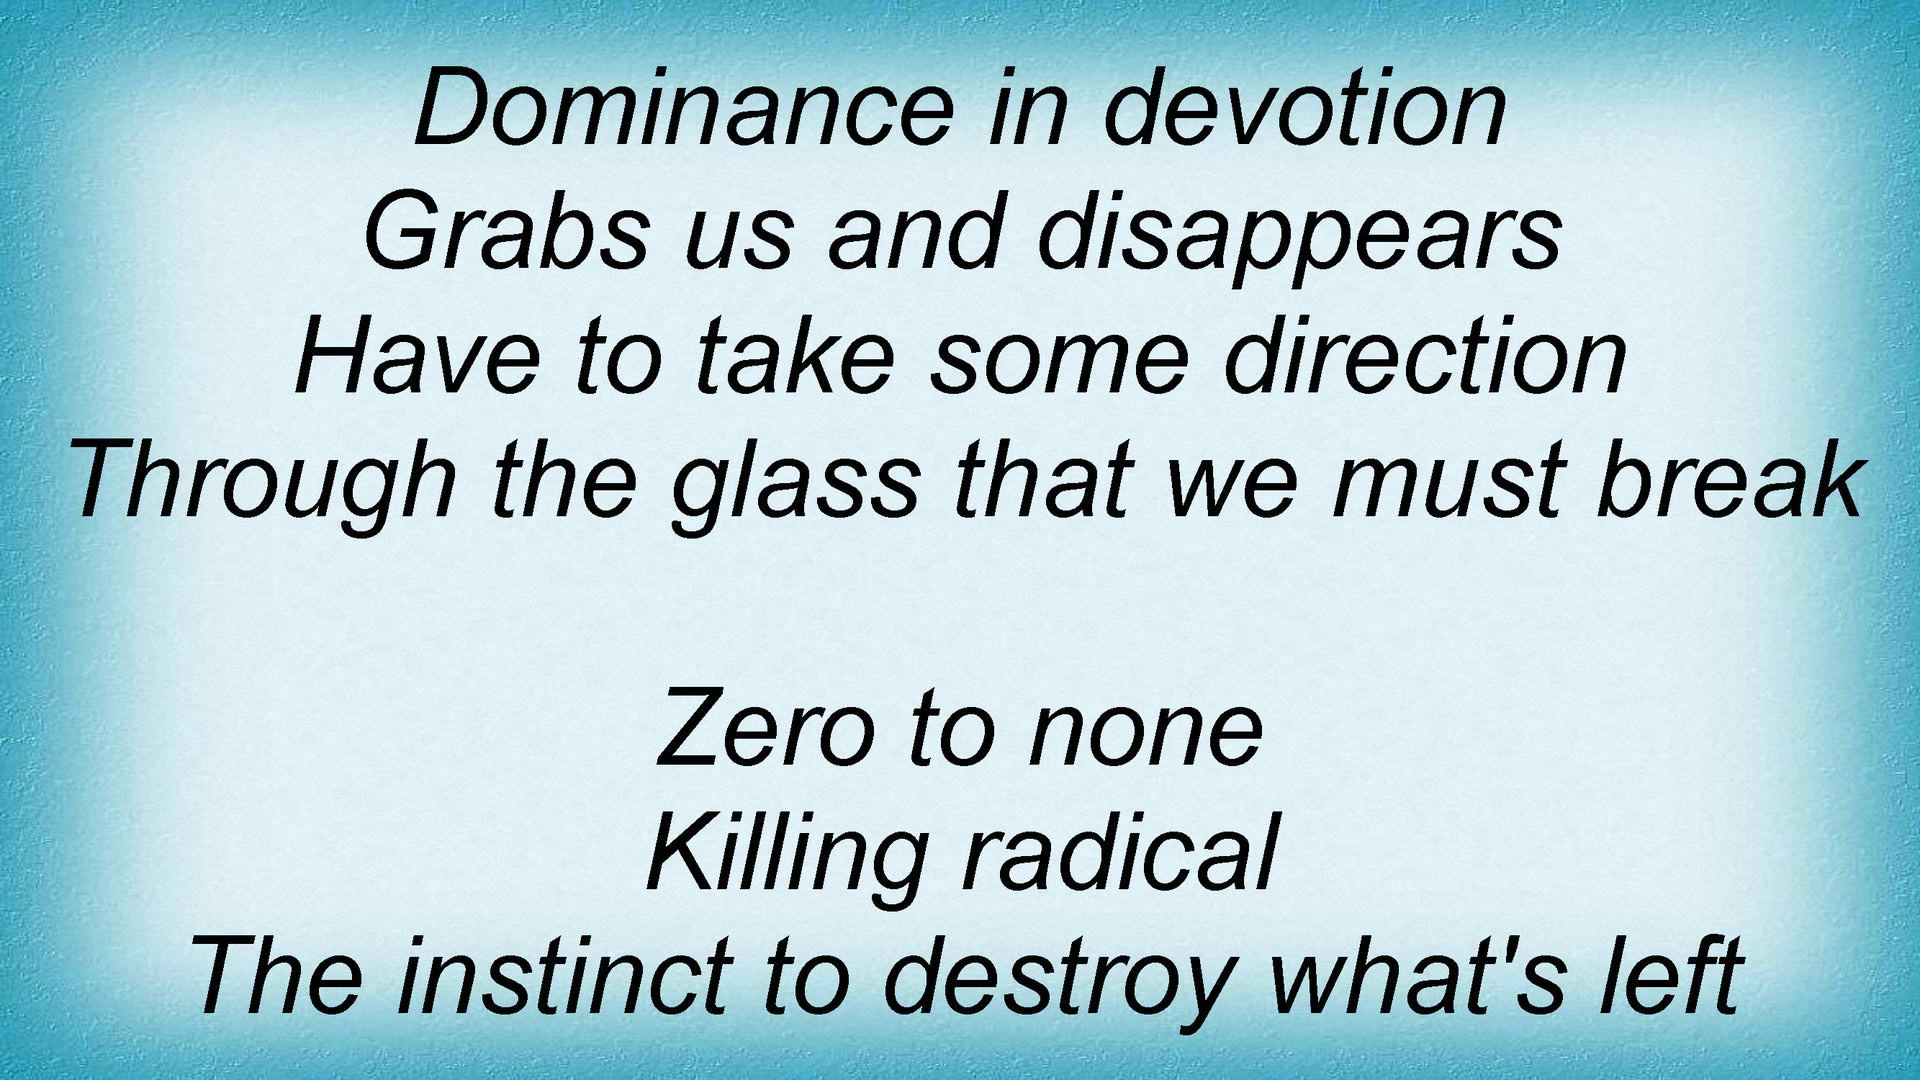 Dominance in devotion
Grabs us and disappears
Have to take some direction
Through the glass that we must break
Zero to none
Killing radical
The instinct to destroy what's left